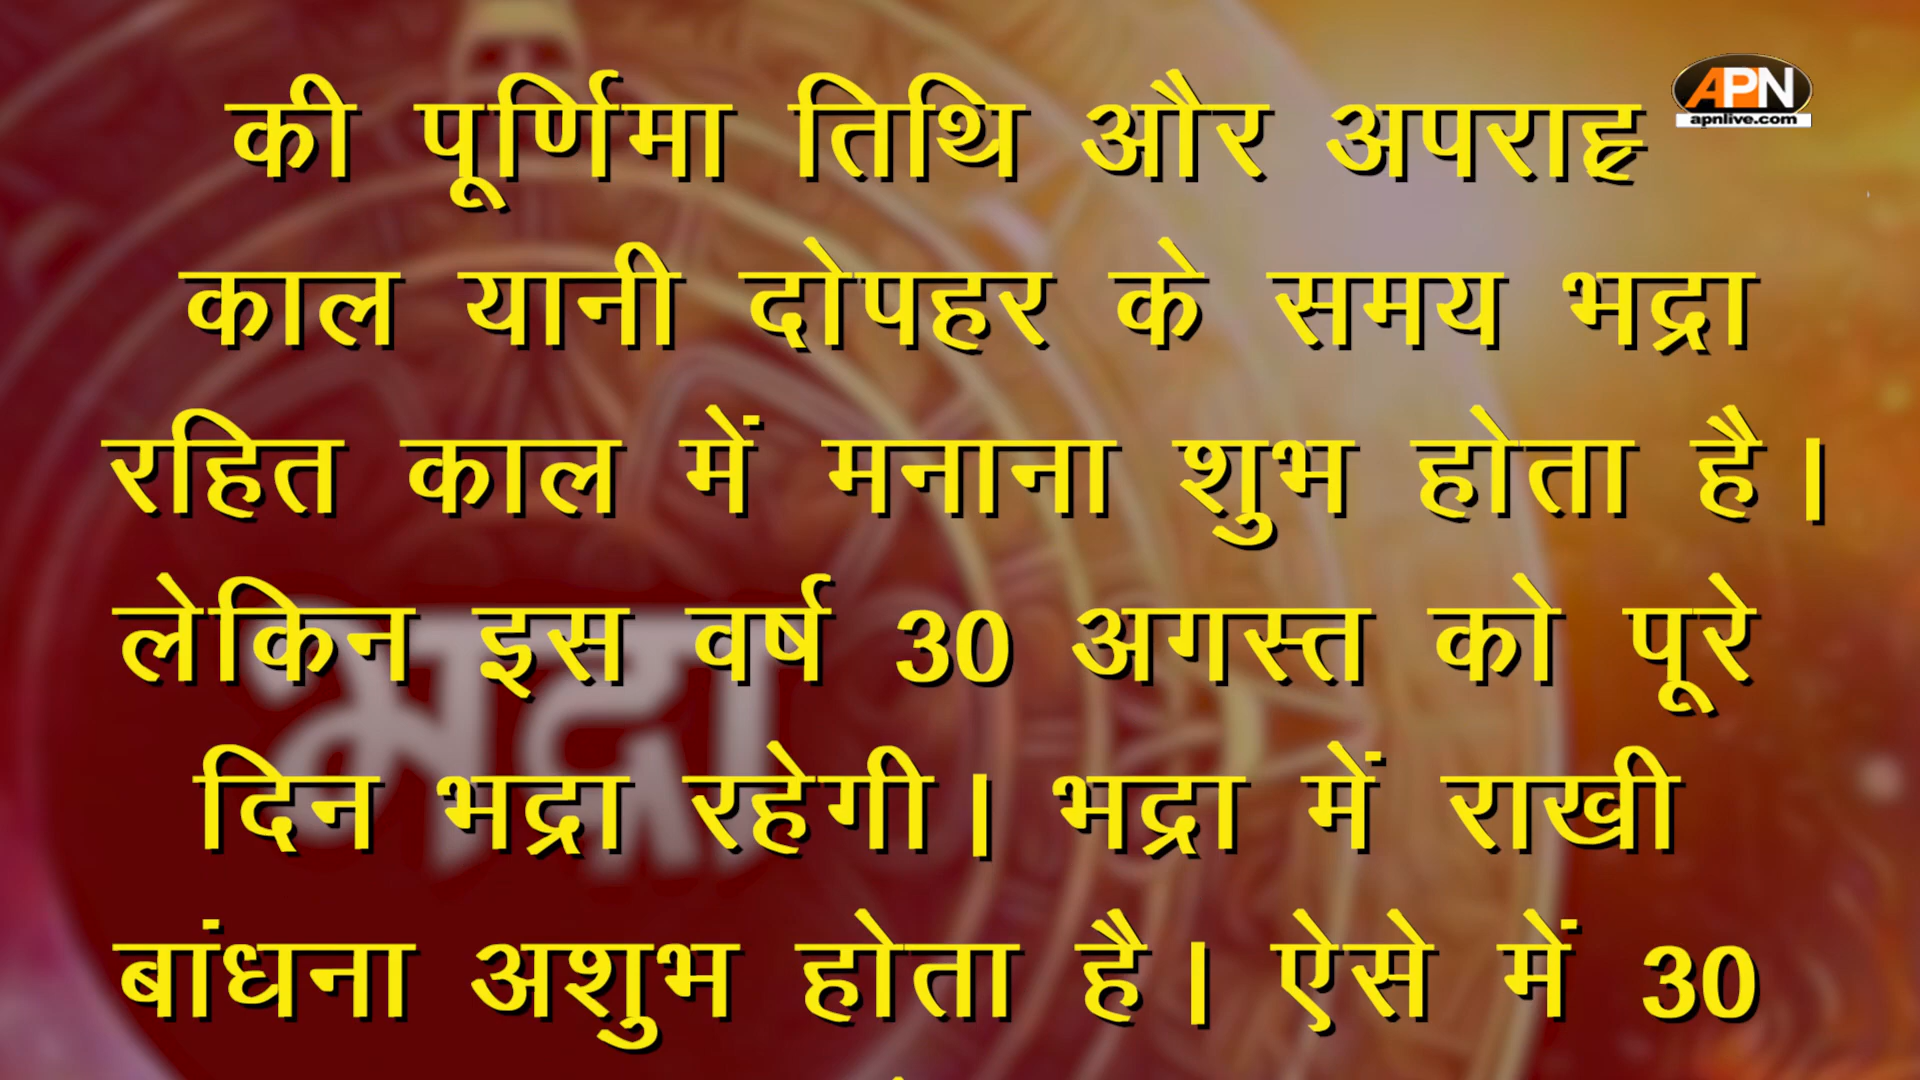 की पूर्णिमा तिथि और अपराह्न
APN
apnlive.com
काल यानी दोपहर के समय भद्रा
रहित काल में मनाना शुभ होता है।
लेकिन इस वर्ष 30 अगस्त को पूरे
दिन भद्रा रहेगी। भद्रा में राखी
बांधना अशुभ होता है। ऐसे में 30
भद्रा